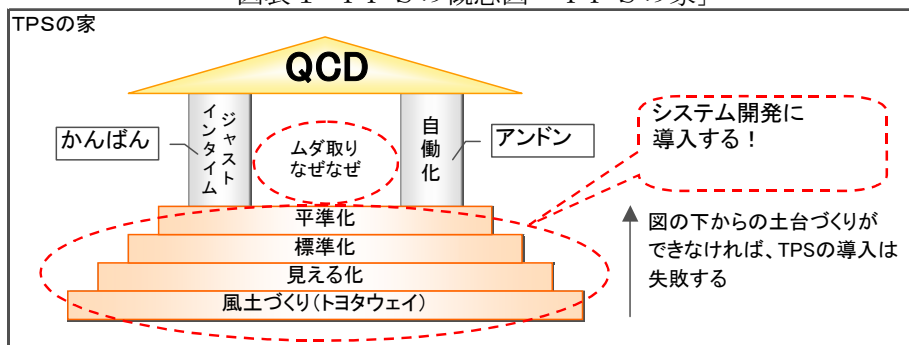 TPSの家
QCD
かんばん
ジャスト
インタイム
ムダ取り
なぜなぜ
自働化
アンドン
システム開発に
導入する！
平準化
標準化
見える化
風土づくり(トヨタウェイ)
図の下からの土台づくりが
できなければ、TPSの導入は
失敗する